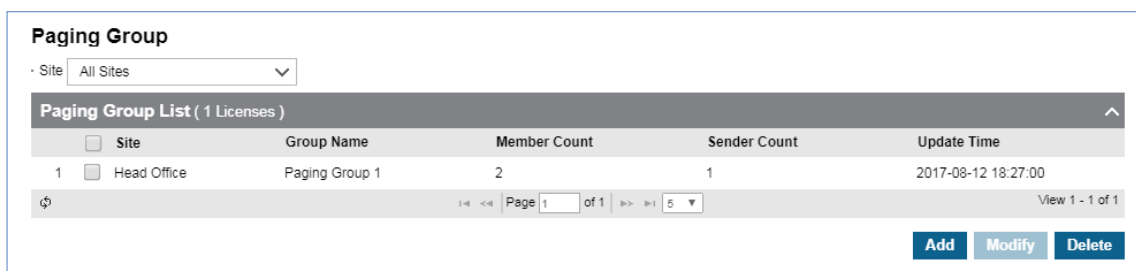 Paging Group
· Site All Sites
Paging Group List ( 1 Licenses )
Site Group Name Member Count Sender Count Update Time
1 Head Office Paging Group 1 2 1 2017-08-12 18:27:00
Page 1 of 1 5 View 1 - 1 of 1
Add Modify Delete